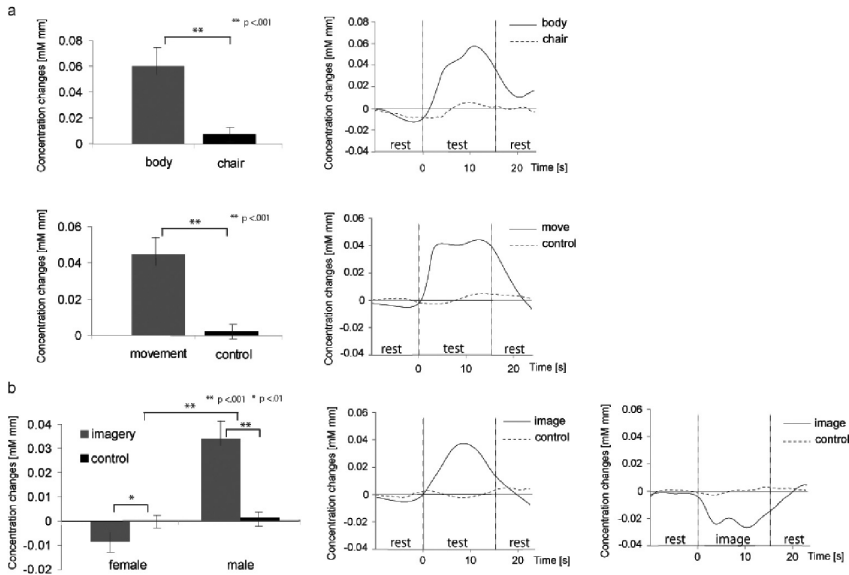 a
** p <.001
Concentration changes [mM mm]
0.08
0.06
0.04
0.02
0
**
body
chair
Concentration changes [mM mm]
0.08
0.06
0.04
0.02
0
-0.02
-0.04
body
chair
rest
test
rest
0
10
20
Time [s]
** p <.001
Concentration changes [mM mm]
0.06
0.04
0.02
0
**
movement
control
Concentration changes [mM mm]
0.06
0.04
0.02
0
-0.02
-0.04
move
control
rest
test
rest
0
10
20
Time [s]
b
** p <.001 * p <.01
Concentration changes [mM mm]
0.05
0.04
0.03
0.02
0.01
0
-0.01
-0.02
imagery
control
**
**
*
female
male
Concentration changes [mM mm]
0.06
0.04
0.02
0
-0.02
-0.04
image
control
rest
test
rest
0
10
20
Time [s]
Concentration changes [mM mm]
0.06
0.04
0.02
0.00
-0.02
-0.04
image
control
rest
image
rest
0
10
20
Time [s]